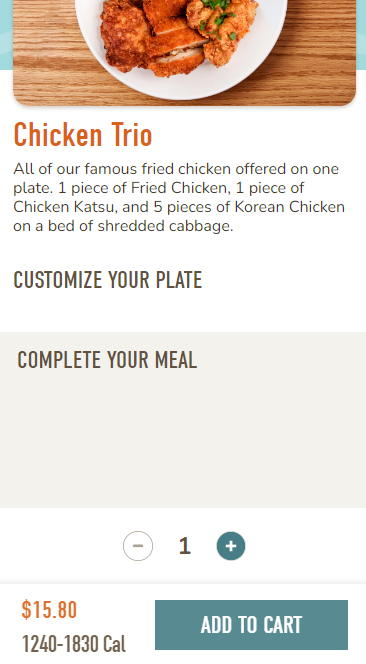 Chicken Trio
All of our famous fried chicken offered on one
plate. 1 piece of Fried Chicken, 1 piece of
Chicken Katsu, and 5 pieces of Korean Chicken
on a bed of shredded cabbage.
CUSTOMIZE YOUR PLATE
COMPLETE YOUR MEAL
− 1 +
$15.80
ADD TO CART
1240-1830 Cal